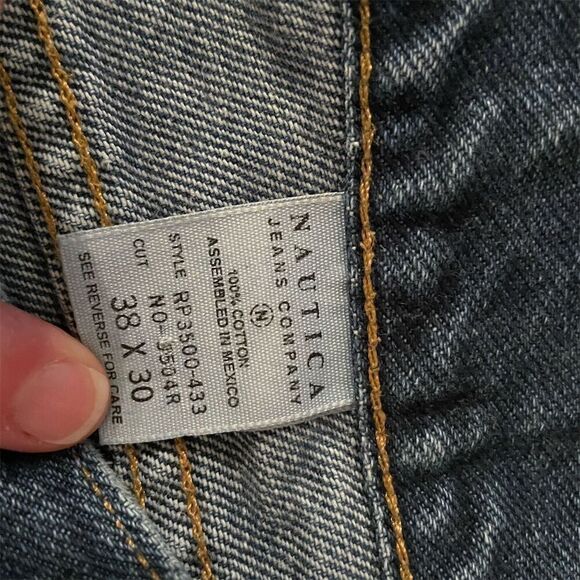 NAUTICA
JEANS COMPANY
N
100% COTTON
ASSEMBLED IN MEXICO
STYLE RP3500-433
CUT NO 3504R
38 X 30
SEE REVERSE FOR CARE